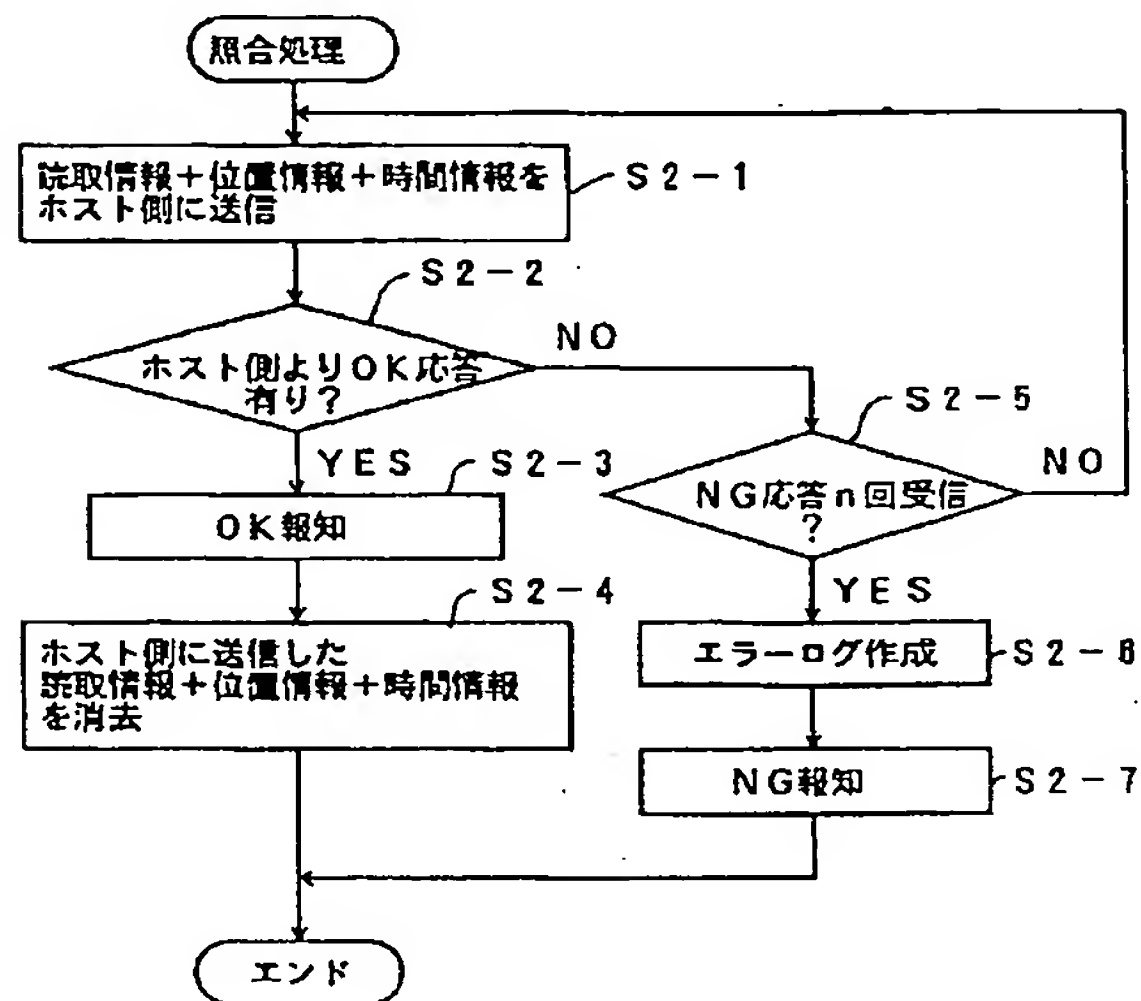 照合処理
読取情報+位置情報+時間情報を
ホスト側に送信
S2-1
S2-2
ホスト側よりOK応答
有り?
NO
YES
S2-3
OK報知
S2-4
ホスト側に送信した
読取情報+位置情報+時間情報
を消去
S2-5
NG応答n回受信
?
NO
YES
エラーログ作成
S2-6
NG報知
S2-7
エンド